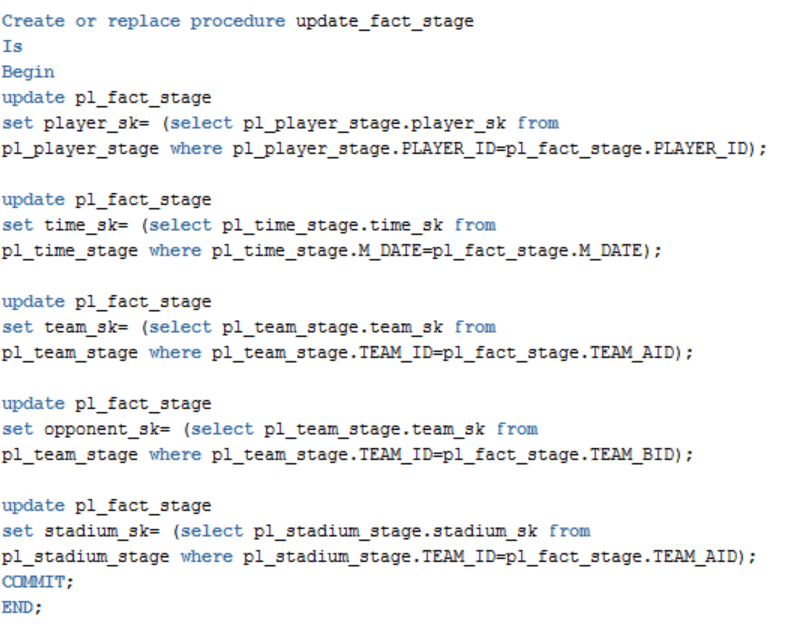 Create or replace procedure update_fact_stage
Is
Begin
update pl_fact_stage
set player_sk= (select pl_player_stage.player_sk from
pl_player_stage where pl_player_stage.PLAYER_ID=pl_fact_stage.PLAYER_ID);
update pl_fact_stage
set time_sk= (select pl_time_stage.time_sk from
pl_time_stage where pl_time_stage.M_DATE=pl_fact_stage.M_DATE);
update pl_fact_stage
set team_sk= (select pl_team_stage.team_sk from
pl_team_stage where pl_team_stage.TEAM_ID=pl_fact_stage.TEAM_AID);
update pl_fact_stage
set opponent_sk= (select pl_team_stage.team_sk from
pl_team_stage where pl_team_stage.TEAM_ID=pl_fact_stage.TEAM_BID);
update pl_fact_stage
set stadium_sk= (select pl_stadium_stage.stadium_sk from
pl_stadium_stage where pl_stadium_stage.TEAM_ID=pl_fact_stage.TEAM_AID);
COMMIT;
END;